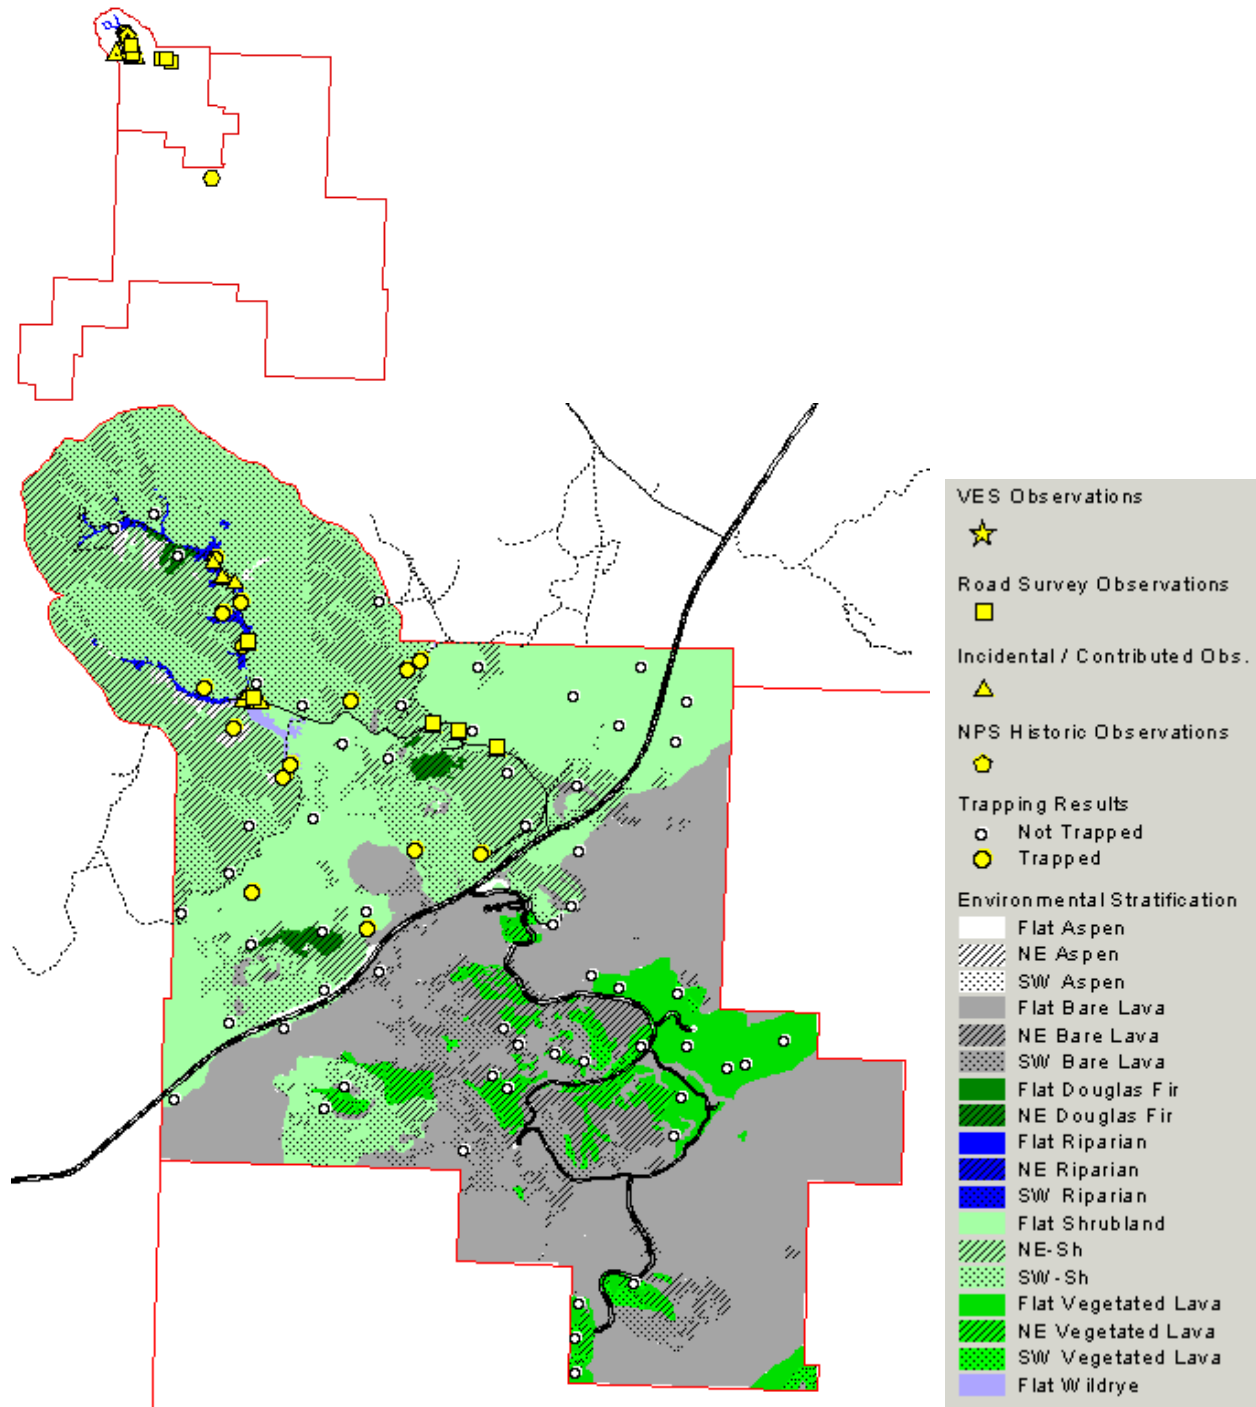 VES Observations
Road Survey Observations
Incidental / Contributed Obs.
NPS Historic Observations
Trapping Results
Not Trapped
Trapped
Environmental Stratification
Flat Aspen
NE Aspen
SW Aspen
Flat Bare Lava
NE Bare Lava
SW Bare Lava
Flat Douglas Fir
NE Douglas Fir
Flat Riparian
NE Riparian
SW Riparian
Flat Shrubland
NE-Sh
SW-Sh
Flat Vegetated Lava
NE Vegetated Lava
SW Vegetated Lava
Flat Wildrye